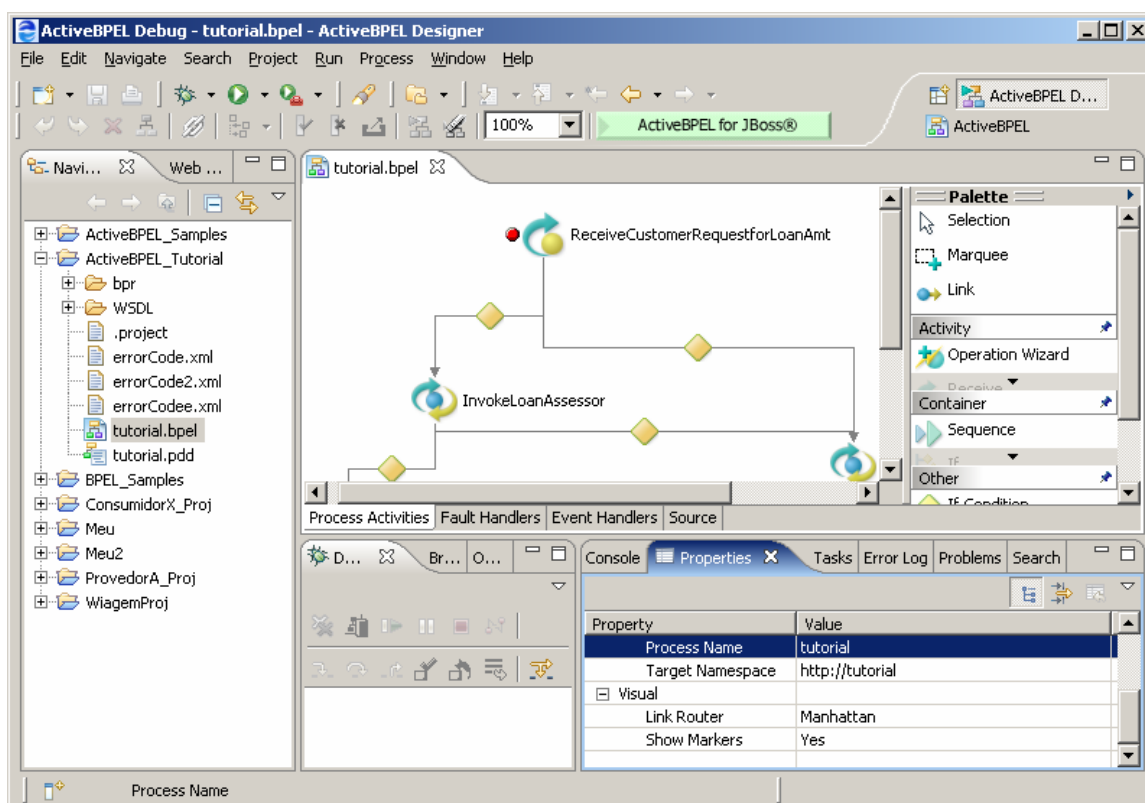 ActiveBPEL Debug - tutorial.bpel - ActiveBPEL Designer
File Edit Navigate Search Project Run Process Window Help
ActiveBPEL D...
100% ActiveBPEL for JBoss®
ActiveBPEL
Navi... Web ...
tutorial.bpel
ActiveBPEL_Samples
ActiveBPEL_Tutorial
bpr
WSDL
.project
errorCode.xml
errorCode2.xml
errorCodee.xml
tutorial.bpel
tutorial.pdd
BPEL_Samples
ConsumidorX_Proj
Meu
Meu2
ProvedorA_Proj
WiagemProj
ReceiveCustomerRequestforLoanAmt
InvokeLoanAssessor
Palette
Selection
Marquee
Link
Activity
Operation Wizard
Receive
Container
Sequence
If
Other
If Condition
Process Activities Fault Handlers Event Handlers Source
D... Br... O...
Console Properties Tasks Error Log Problems Search
Property Value
Process Name tutorial
Target Namespace http://tutorial
Visual
Link Router Manhattan
Show Markers Yes
Process Name